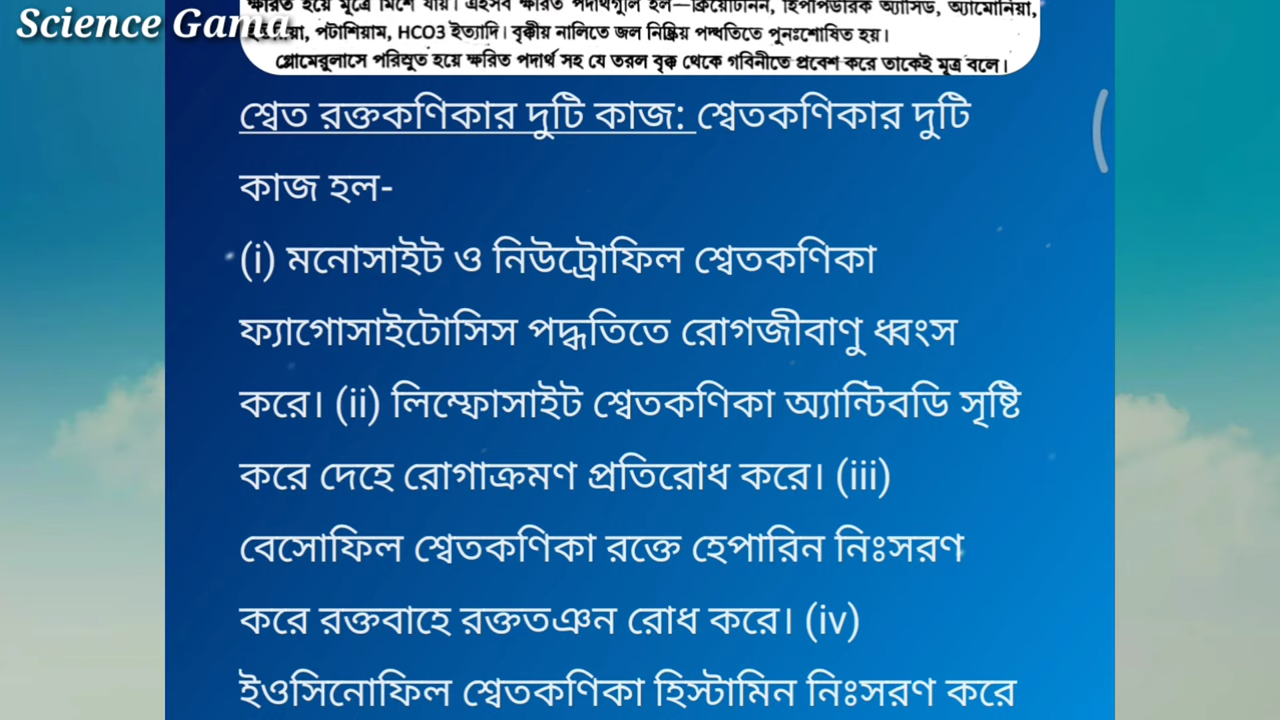 Science Gama
ক্ষরিত হয়ে মূত্রে মিশে যায়। এইসব ক্ষরিত পদার্থগুলি হল—ক্রিয়োটিনিন, হিপপিউরিক অ্যাসিড, অ্যামোনিয়া,
পটাশিয়াম, HCO3 ইত্যাদি। বৃক্কীয় নালিতে জল নিষ্ক্রিয় পদ্ধতিতে পুনঃশোষিত হয়।
গ্লোমেরুলাসে পরিস্রুত হয়ে ক্ষরিত পদার্থ সহ যে তরল বৃক্ক থেকে গবিনীতে প্রবেশ করে তাকেই মূত্র বলে।
শ্বেত রক্তকণিকার দুটি কাজ: শ্বেতকণিকার দুটি
কাজ হল-
(i) মনোসাইট ও নিউট্রোফিল শ্বেতকণিকা
ফ্যাগোসাইটোসিস পদ্ধতিতে রোগজীবাণু ধ্বংস
করে। (ii) লিম্ফোসাইট শ্বেতকণিকা অ্যান্টিবডি সৃষ্টি
করে দেহে রোগাক্রমণ প্রতিরোধ করে। (iii)
বেসোফিল শ্বেতকণিকা রক্তে হেপারিন নিঃসরণ
করে রক্তবাহে রক্ততঞন রোধ করে। (iv)
ইওসিনোফিল শ্বেতকণিকা হিস্টামিন নিঃসরণ করে